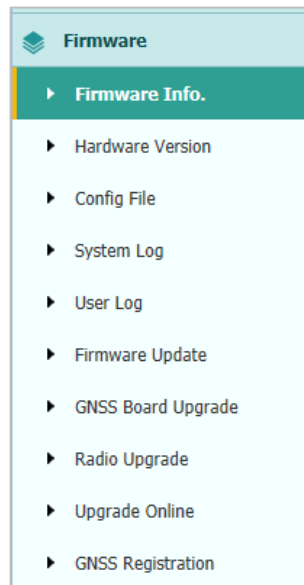 Firmware
Firmware Info.
Hardware Version
Config File
System Log
User Log
Firmware Update
GNSS Board Upgrade
Radio Upgrade
Upgrade Online
GNSS Registration